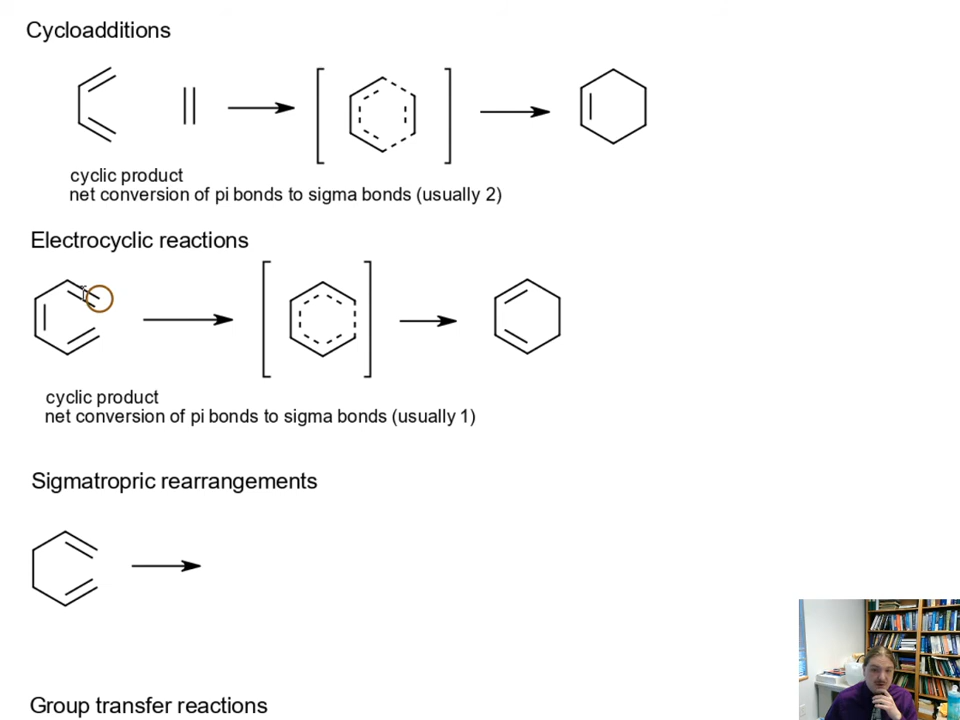 Cycloadditions
cyclic product
net conversion of pi bonds to sigma bonds (usually 2)
Electrocyclic reactions
cyclic product
net conversion of pi bonds to sigma bonds (usually 1)
Sigmatropric rearrangements
Group transfer reactions